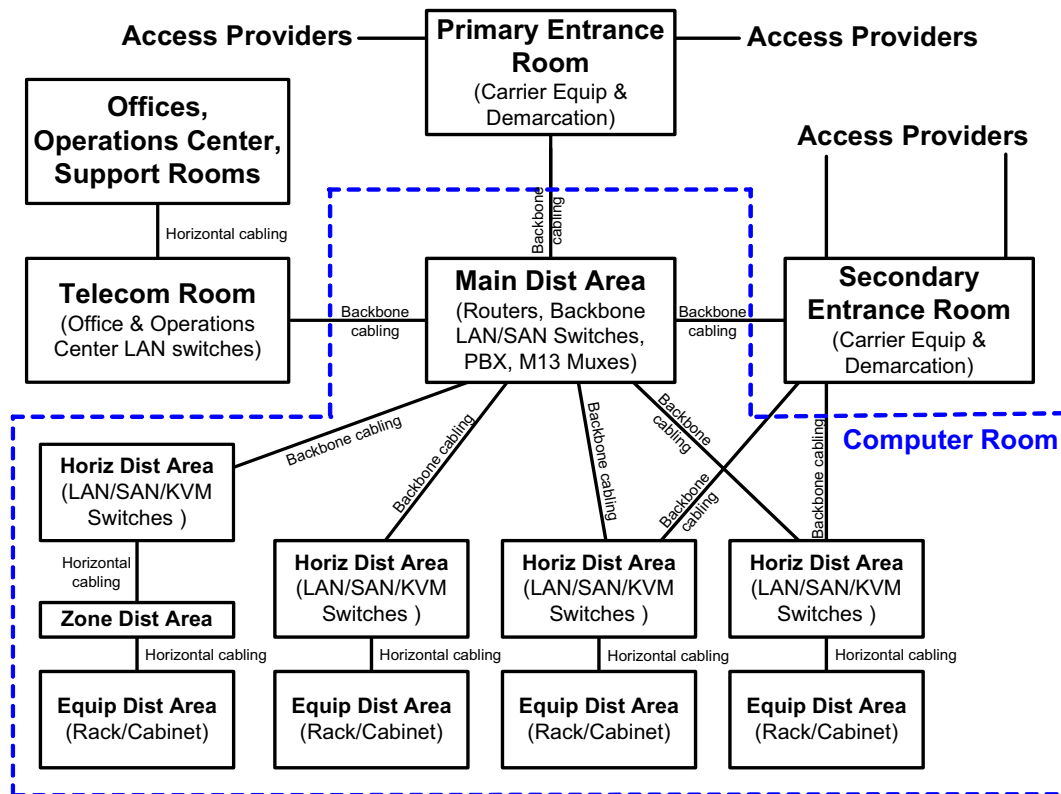 Access Providers
Primary Entrance
Room
(Carrier Equip &
Demarcation)
Access Providers
Offices,
Operations Center,
Support Rooms
Access Providers
Horizontal cabling
Backbone
cabling
Telecom Room
(Office & Operations
Center LAN switches)
Backbone
cabling
Main Dist Area
(Routers, Backbone
LAN/SAN Switches,
PBX, M13 Muxes)
Backbone
cabling
Secondary
Entrance Room
(Carrier Equip &
Demarcation)
Computer Room
Backbone cabling
Backbone cabling
Backbone
cabling
Backbone
cabling
Backbone
cabling
Backbone cabling
Horiz Dist Area
(LAN/SAN/KVM
Switches )
Horizontal
cabling
Zone Dist Area
Horizontal cabling
Equip Dist Area
(Rack/Cabinet)
Horiz Dist Area
(LAN/SAN/KVM
Switches )
Horizontal cabling
Equip Dist Area
(Rack/Cabinet)
Horiz Dist Area
(LAN/SAN/KVM
Switches )
Horizontal cabling
Equip Dist Area
(Rack/Cabinet)
Horiz Dist Area
(LAN/SAN/KVM
Switches )
Horizontal cabling
Equip Dist Area
(Rack/Cabinet)